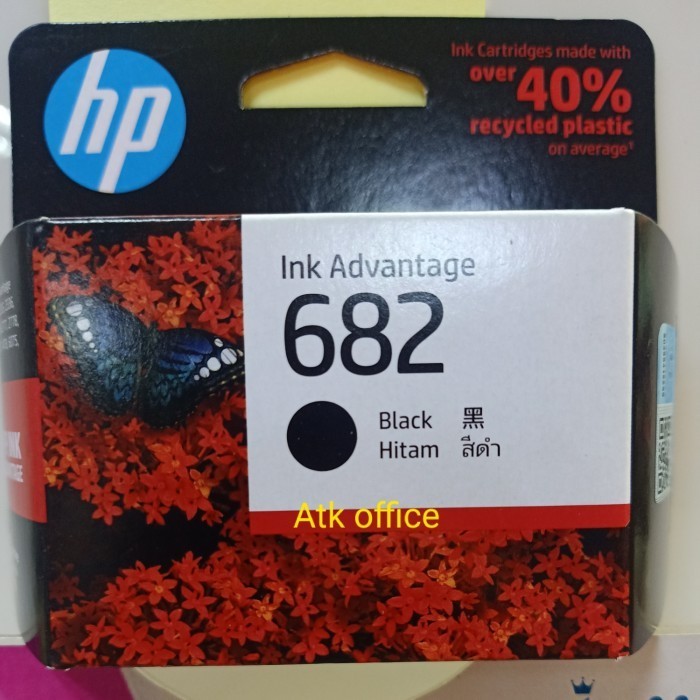 hp
Ink Cartridges made with
over 40%
recycled plastic
on average†
Ink Advantage
682
Black 黑
Hitam สีดำ
Atk office